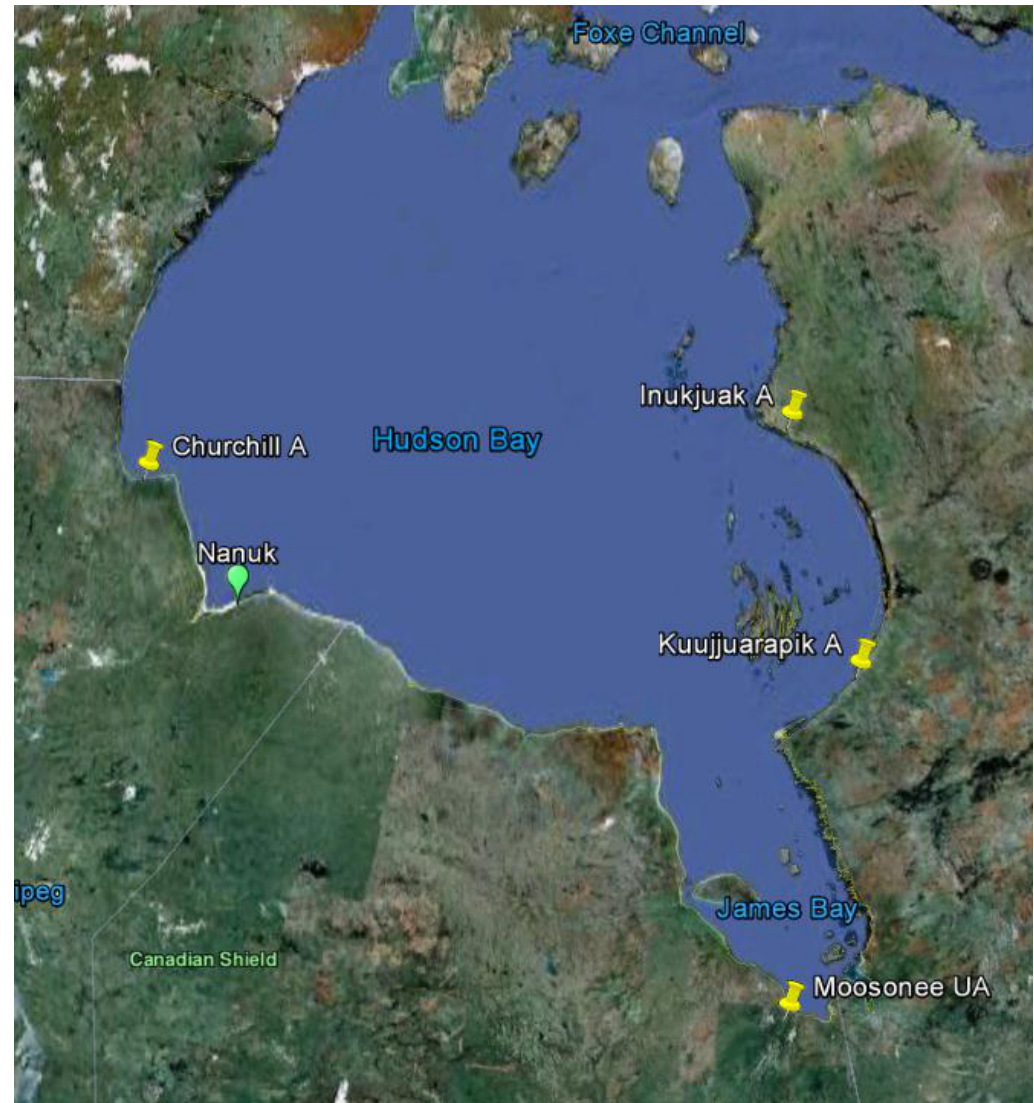 Foxe Channel
Inukjuak A
Churchill A
Hudson Bay
Nanuk
Kuujjuarapik A
ipeg
James Bay
Canadian Shield
Moosonee UA